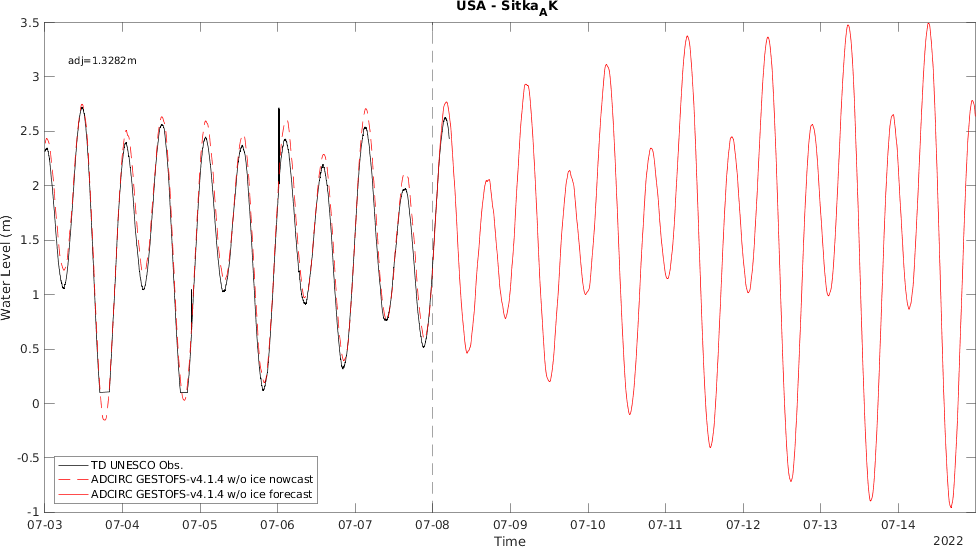 USA - Sitka_AK
adj=1.3282m
3.5
3
2.5
2
1.5
1
0.5
0
-0.5
-1
Water Level (m)
TD UNESCO Obs.
ADCIRC GESTOFS-v4.1.4 w/o ice nowcast
ADCIRC GESTOFS-v4.1.4 w/o ice forecast
07-03 07-04 07-05 07-06 07-07 07-08 07-09 07-10 07-11 07-12 07-13 07-14
Time
2022